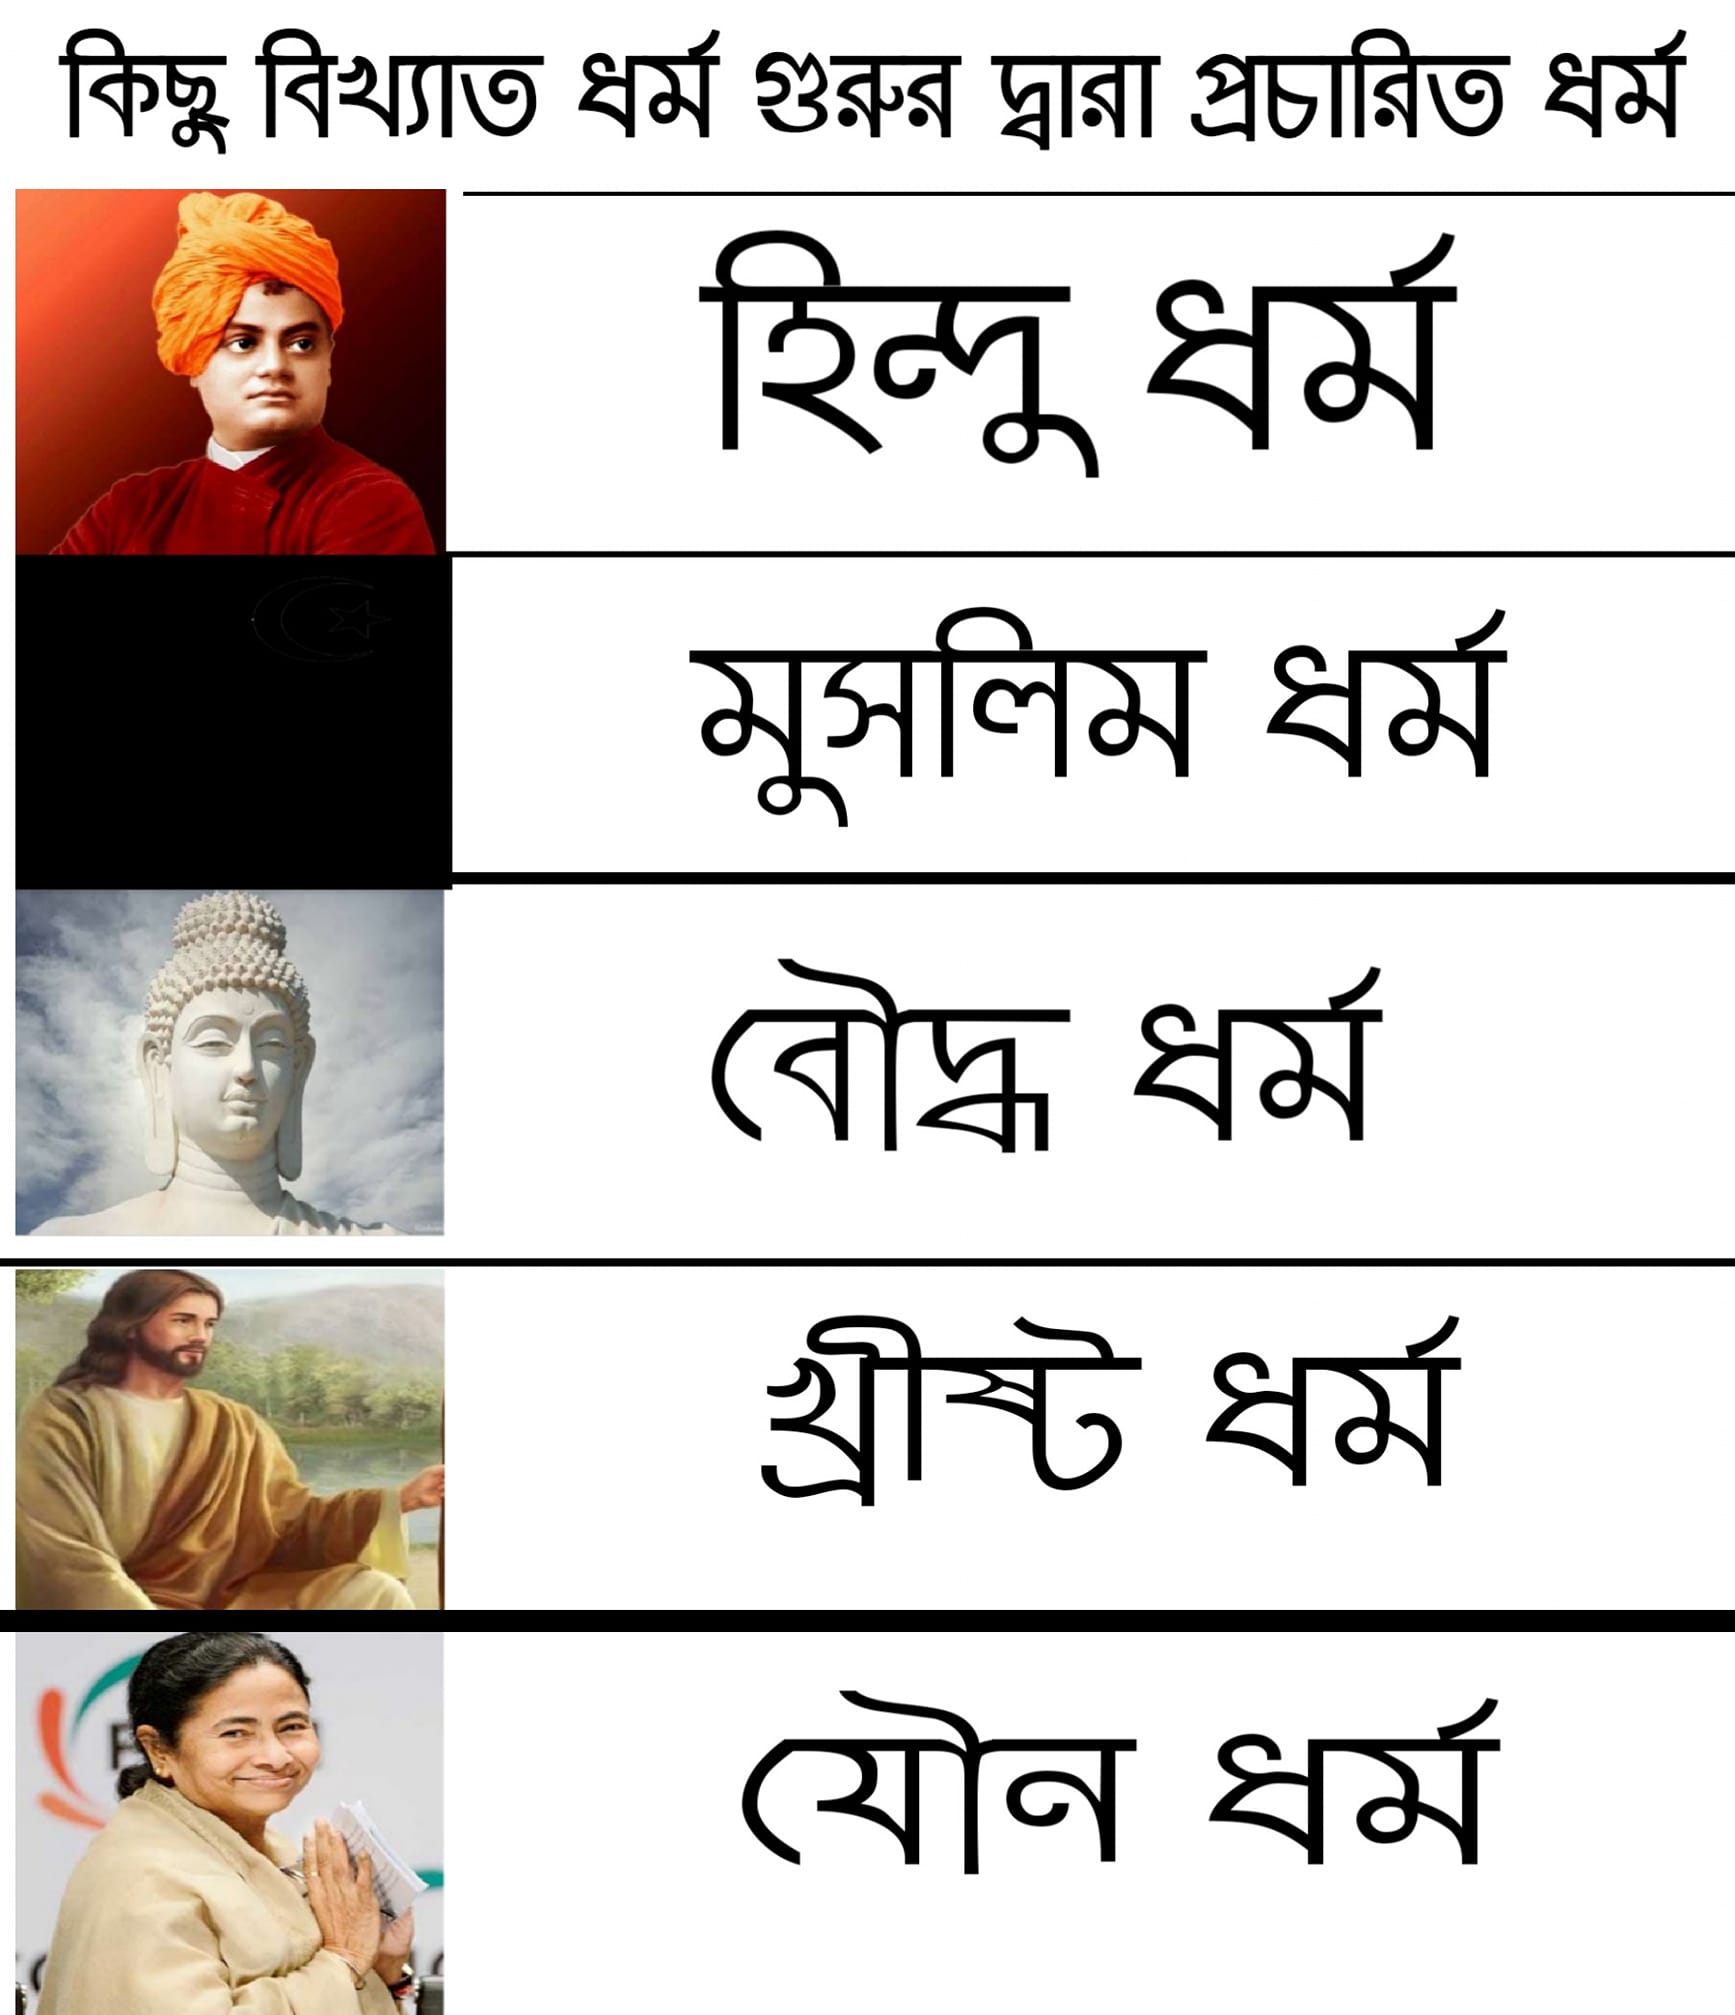 কিছু বিখ্যাত ধর্ম গুরুর দ্বারা প্রচারিত ধর্ম
হিন্দু ধর্ম
মুসলিম ধর্ম
বৌদ্ধ ধর্ম
খ্রীষ্ট ধর্ম
যৌন ধর্ম